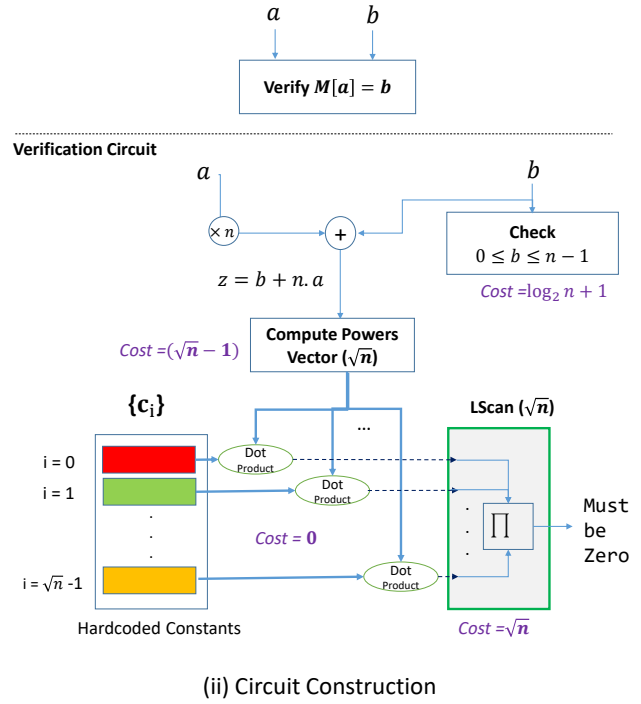 a
b
Verify M[a] = b
Verification Circuit
a
b
× n
+
Check
0 ≤ b ≤ n − 1
z = b + n. a
Cost =log₂ n + 1
Cost =(√n − 1)
Compute Powers
Vector (√n)
{cᵢ}
LScan (√n)
...
i = 0
Dot
Product
i = 1
Dot
Product
.
.
.
.
.
.
.
.
.
Cost = 0
∏
Must
be
Zero
i = √n -1
Dot
Product
Hardcoded Constants
Cost =√n
(ii) Circuit Construction